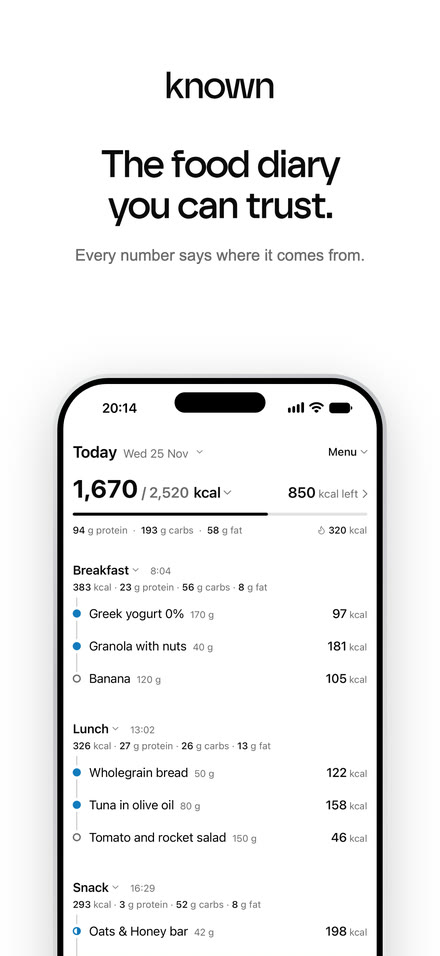 known
The food diary
you can trust.
Every number says where it comes from.
20:14
Today Wed 25 Nov Menu
1,670 / 2,520 kcal 850 kcal left
94 g protein · 193 g carbs · 58 g fat 320 kcal
Breakfast 8:04
383 kcal · 23 g protein · 56 g carbs · 8 g fat
Greek yogurt 0% 170 g 97 kcal
Granola with nuts 40 g 181 kcal
Banana 120 g 105 kcal
Lunch 13:02
326 kcal · 27 g protein · 26 g carbs · 13 g fat
Wholegrain bread 50 g 122 kcal
Tuna in olive oil 80 g 158 kcal
Tomato and rocket salad 150 g 46 kcal
Snack 16:29
293 kcal · 3 g protein · 52 g carbs · 8 g fat
Oats & Honey bar 42 g 198 kcal